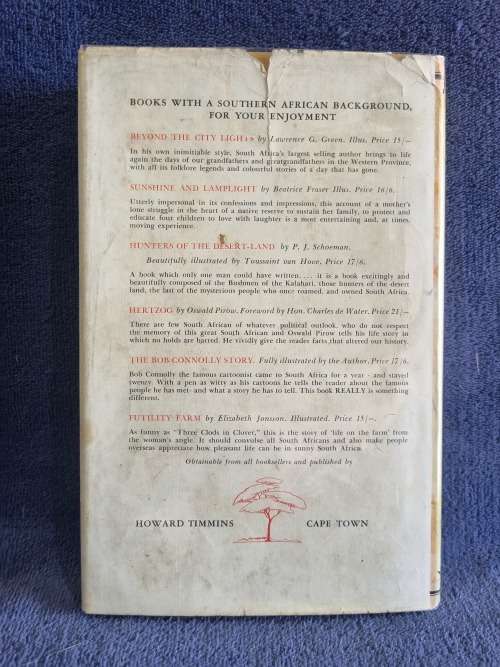 BOOKS WITH A SOUTHERN AFRICAN BACKGROUND,
FOR YOUR ENJOYMENT
BEYOND THE CITY LIGHTS by Lawrence G. Green. Illus. Price 15/–
In his own inimitiable style, South Africa's largest selling author brings to life
again the days of our grandfathers and greatgrandfathers in the Western Province,
with all its folklore legends and colourful stories of a day that has gone.
SUNSHINE AND LAMPLIGHT by Beatrice Fraser Illus. Price 16/6.
Utterly impersonal in its confessions and impressions, this account of a mother's
lone struggle in the heart of a native reserve to sustain her family, to protect and
educate four children to love with laughter is a most entertaining and, at times,
moving experience.
HUNTERS OF THE DESERT-LAND by P. J. Schoeman.
Beautifully illustrated by Toussaint van Hove, Price 17/6.
A book which only one man could have written. . . . it is a book excitingly and
beautifully composed of the Bushmen of the Kalahari, those hunters of the desert
land, the last of the mysterious people who once roamed, and owned South Africa.
HERTZOG by Oswald Pirow. Foreword by Hon. Charles de Water. Price 21/–
There are few South African of whatever political outlook, who do not respect
the memory of this great South African and Oswald Pirow tells his life story in
which no holds are barred. He vividly give the reader facts that altered our history.
THE BOB CONNOLLY STORY. Fully illustrated by the Author. Price 17/6.
Bob Connolly the famous cartoonist came to South Africa for a year - and stayed
twenty. With a pen as witty as his cartoons he tells the reader about the famous
people he has met- and what a story he has to tell. This book REALLY is something
different.
FUTILITY FARM by Elizabeth Jonsson. Illustrated. Price 15/–.
As funny as "Three Clods in Clover," this is the story of 'life on the farm' from
the woman's angle. It should convulse all South Africans and also make people
overseas appreciate how pleasant life can be in sunny South Africa.
Obtainable from all booksellers and published by
HOWARD TIMMINS CAPE TOWN